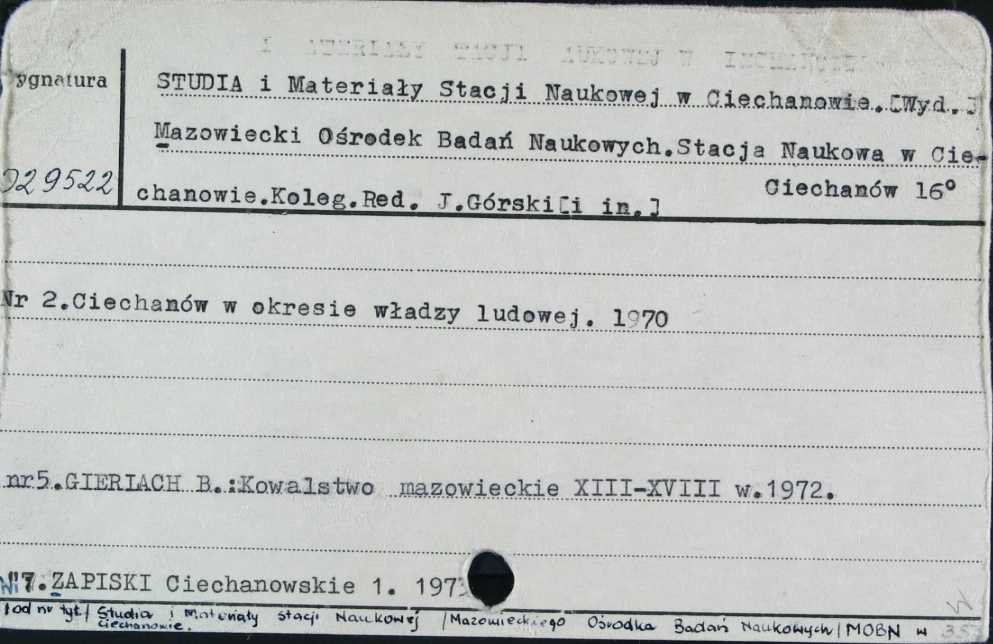 ygnatura
STUDIA i Materiały Stacji Naukowej w Ciechanowie. [Wyd.]
Mazowiecki Ośrodek Badań Naukowych.Stacja Naukowa w Cie-
929522
Ciechanów 16°
chanowie.Koleg.Red. J.Górski[i in.]
Nr 2.Ciechanów w okresie władzy ludowej. 1970
nr5.GIERLACH B.:Kowalstwo mazowieckie XIII-XVIII w.1972.
7.ZAPISKI Ciechanowskie 1. 197
od nr tyt/ Studia i Materiały Stacji Naukowej /Mazowieckiego Ośrodka Badań Naukowych/ MOBN w
Ciechanowie.